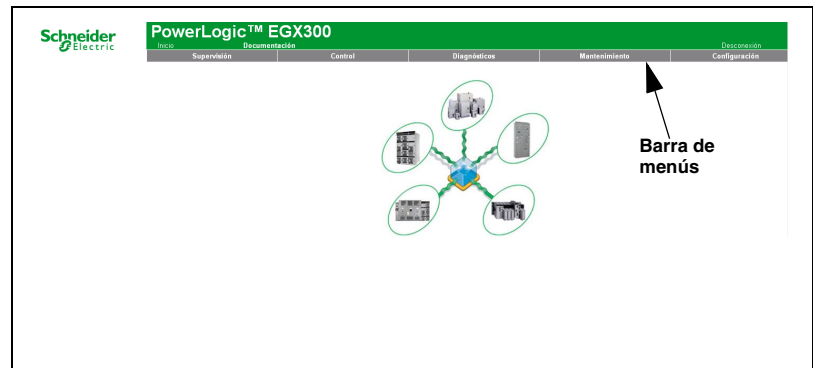 Schneider
Electric
PowerLogic™ EGX300
Inicio Documentación Desconexión
Supervisión Control Diagnósticos Mantenimiento Configuración
Barra de
menús